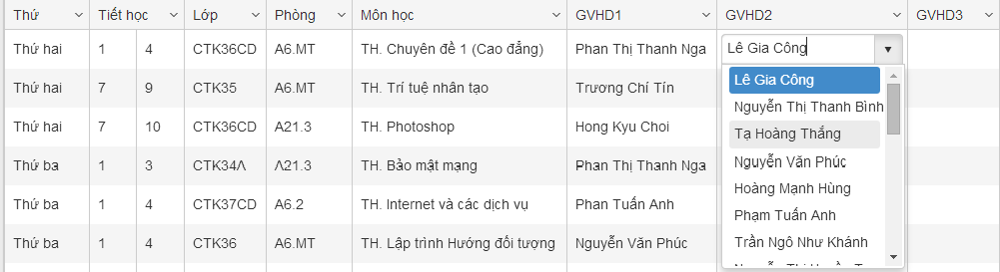 Thứ Tiết học Lớp Phòng Môn học GVHD1 GVHD2 GVHD3
Thứ hai 1 4 CTK36CD A6.MT TH. Chuyên đề 1 (Cao đẳng) Phan Thị Thanh Nga Lê Gia Công
Thứ hai 7 9 CTK35 A6.MT TH. Trí tuệ nhân tạo Trương Chí Tín
Thứ hai 7 10 CTK36CD A21.3 TH. Photoshop Hong Kyu Choi
Thứ ba 1 3 CTK34A A21.3 TH. Bảo mật mạng Phan Thị Thanh Nga
Thứ ba 1 4 CTK37CD A6.2 TH. Internet và các dịch vụ Phan Tuấn Anh
Thứ ba 1 4 CTK36 A6.MT TH. Lập trình Hướng đối tượng Nguyễn Văn Phúc
Lê Gia Công
Nguyễn Thị Thanh Bình
Tạ Hoàng Thắng
Nguyễn Văn Phúc
Hoàng Mạnh Hùng
Phạm Tuấn Anh
Trần Ngô Như Khánh